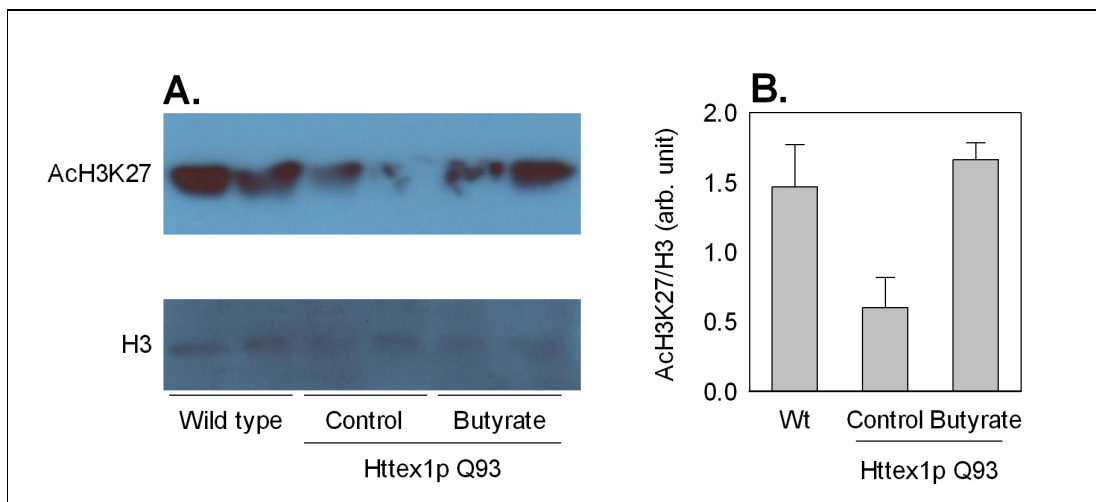 A.
AcH3K27
H3
Wild type Control Butyrate
Httex1p Q93
B.
AcH3K27/H3 (arb. unit)
2.0
1.5
1.0
0.5
0.0
Wt Control Butyrate
Httex1p Q93